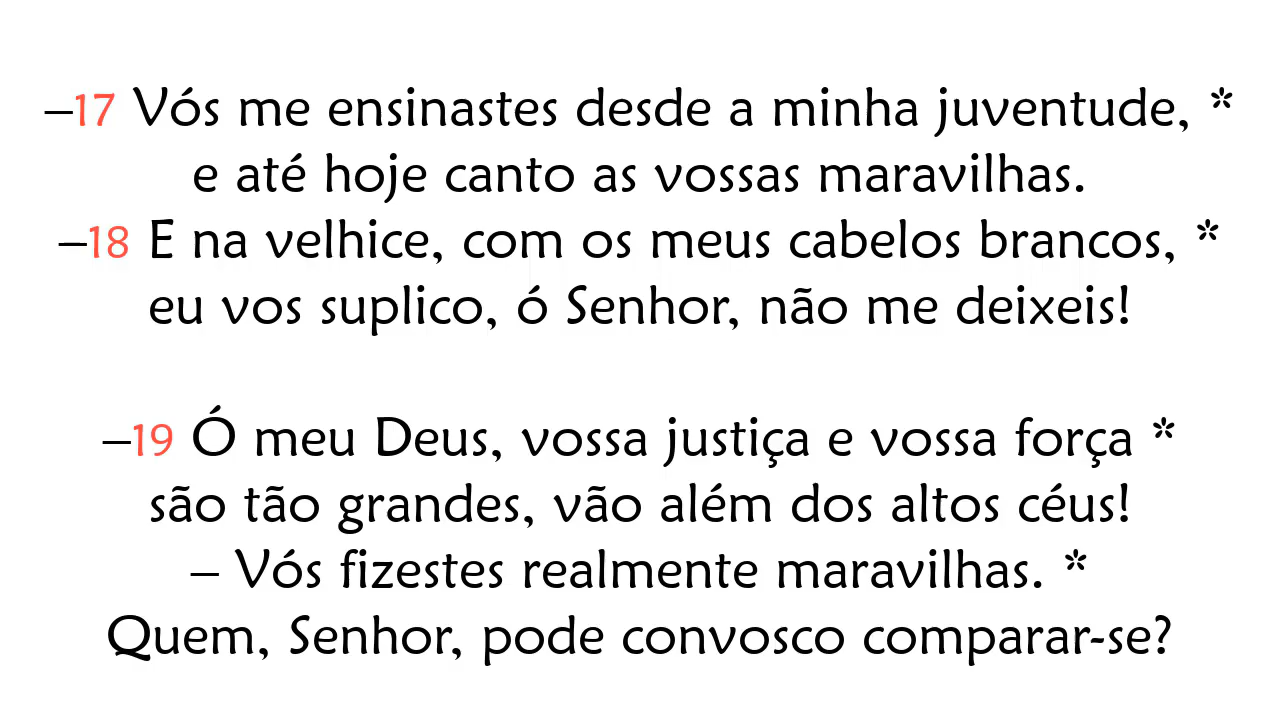 –17 Vós me ensinastes desde a minha juventude, *
e até hoje canto as vossas maravilhas.
–18 E na velhice, com os meus cabelos brancos, *
eu vos suplico, ó Senhor, não me deixeis!
–19 Ó meu Deus, vossa justiça e vossa força *
são tão grandes, vão além dos altos céus!
– Vós fizestes realmente maravilhas. *
Quem, Senhor, pode convosco comparar-se?